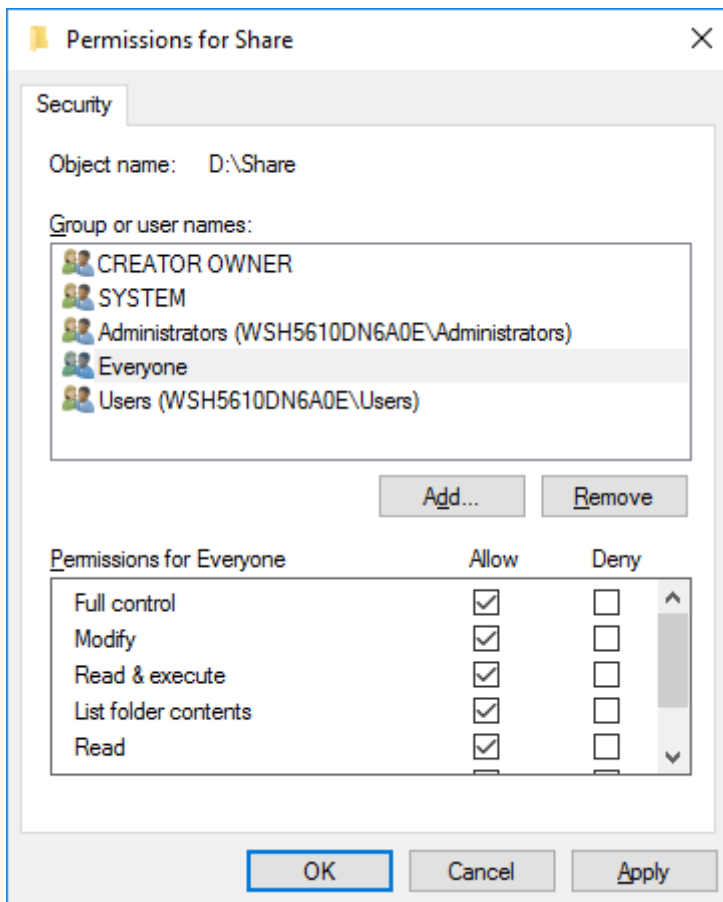 Permissions for Share
Security
Object name: D:\Share
Group or user names:
CREATOR OWNER
SYSTEM
Administrators (WSH5610DN6A0E\Administrators)
Everyone
Users (WSH5610DN6A0E\Users)
Add... Remove
Permissions for Everyone Allow Deny
Full control
Modify
Read & execute
List folder contents
Read
OK Cancel Apply